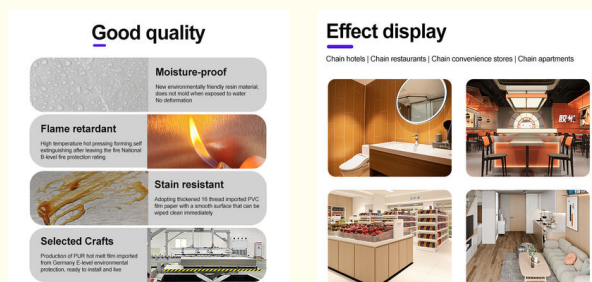 Good quality
Moisture-proof
New environmentally friendly resin material.
does not mold when exposed to water
No deformation
Flame retardant
High temperature hot pressing forming,self
extinguishing after leaving the fire National
B-level fire protection rating
Stain resistant
Adopting thickened 16 thread imported PVC
film paper with a smooth surface that can be
wiped clean immediately
Selected Crafts
Production of PUR hot melt film imported
from Germany E-level environmental
protection, ready to install and live
Effect display
Chain hotels | Chain restaurants | Chain convenience stores | Chain apartments